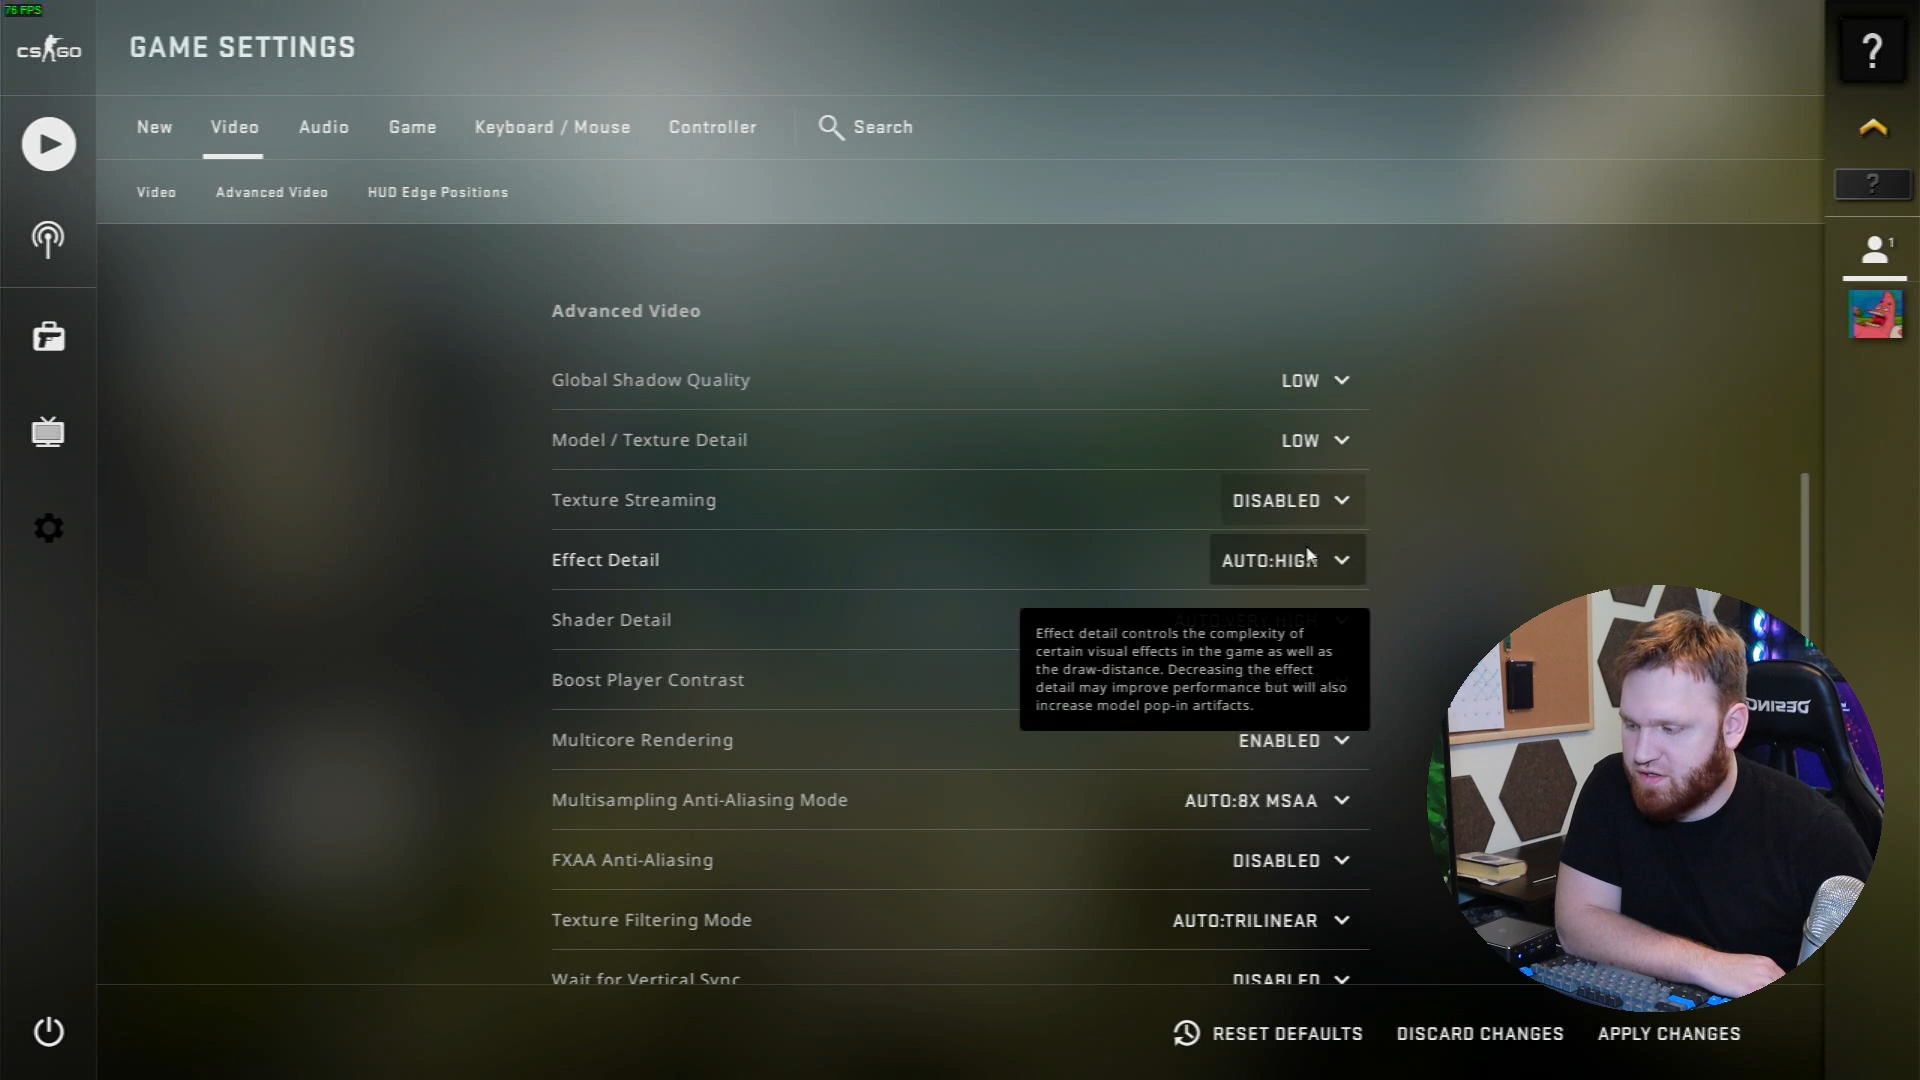 76 FPS
CS GO
GAME SETTINGS
New Video Audio Game Keyboard / Mouse Controller Search
Video Advanced Video HUD Edge Positions
?
?
1
Advanced Video
Global Shadow Quality LOW
Model / Texture Detail LOW
Texture Streaming DISABLED
Effect Detail AUTO:HIGH
Shader Detail AUTO:VERY HIGH
Effect detail controls the complexity of
certain visual effects in the game as well as
the draw-distance. Decreasing the effect
detail may improve performance but will also
increase model pop-in artifacts.
Boost Player Contrast
Multicore Rendering ENABLED
Multisampling Anti-Aliasing Mode AUTO:8X MSAA
FXAA Anti-Aliasing DISABLED
Texture Filtering Mode AUTO:TRILINEAR
Wait for Vertical Sync DISABLED
RESET DEFAULTS DISCARD CHANGES APPLY CHANGES